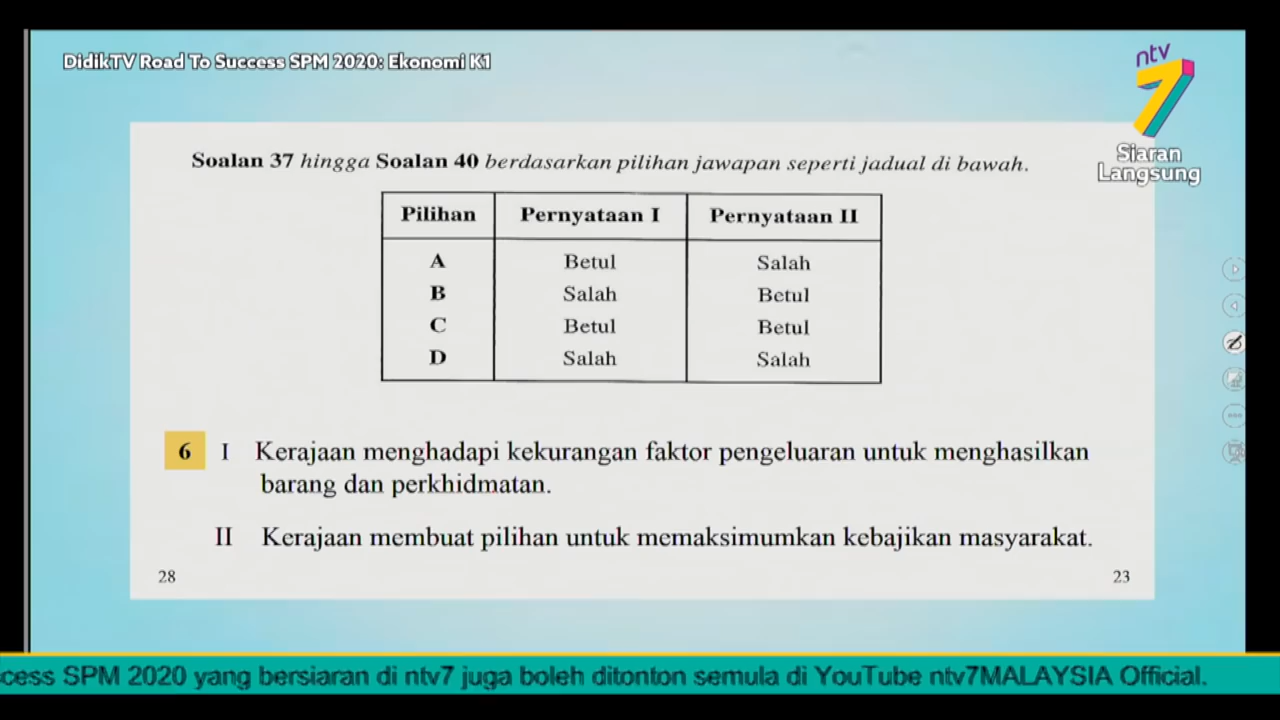 DidikTV Road To Success SPM 2020: Ekonomi K1
ntv
7
Siaran
Langsung
Soalan 37 hingga Soalan 40 berdasarkan pilihan jawapan seperti jadual di bawah.
Pilihan Pernyataan I Pernyataan II
A Betul Salah
B Salah Betul
C Betul Betul
D Salah Salah
6 I Kerajaan menghadapi kekurangan faktor pengeluaran untuk menghasilkan
barang dan perkhidmatan.
II Kerajaan membuat pilihan untuk memaksimumkan kebajikan masyarakat.
28 23
cess SPM 2020 yang bersiaran di ntv7 juga boleh ditonton semula di YouTube ntv7MALAYSIA Official.